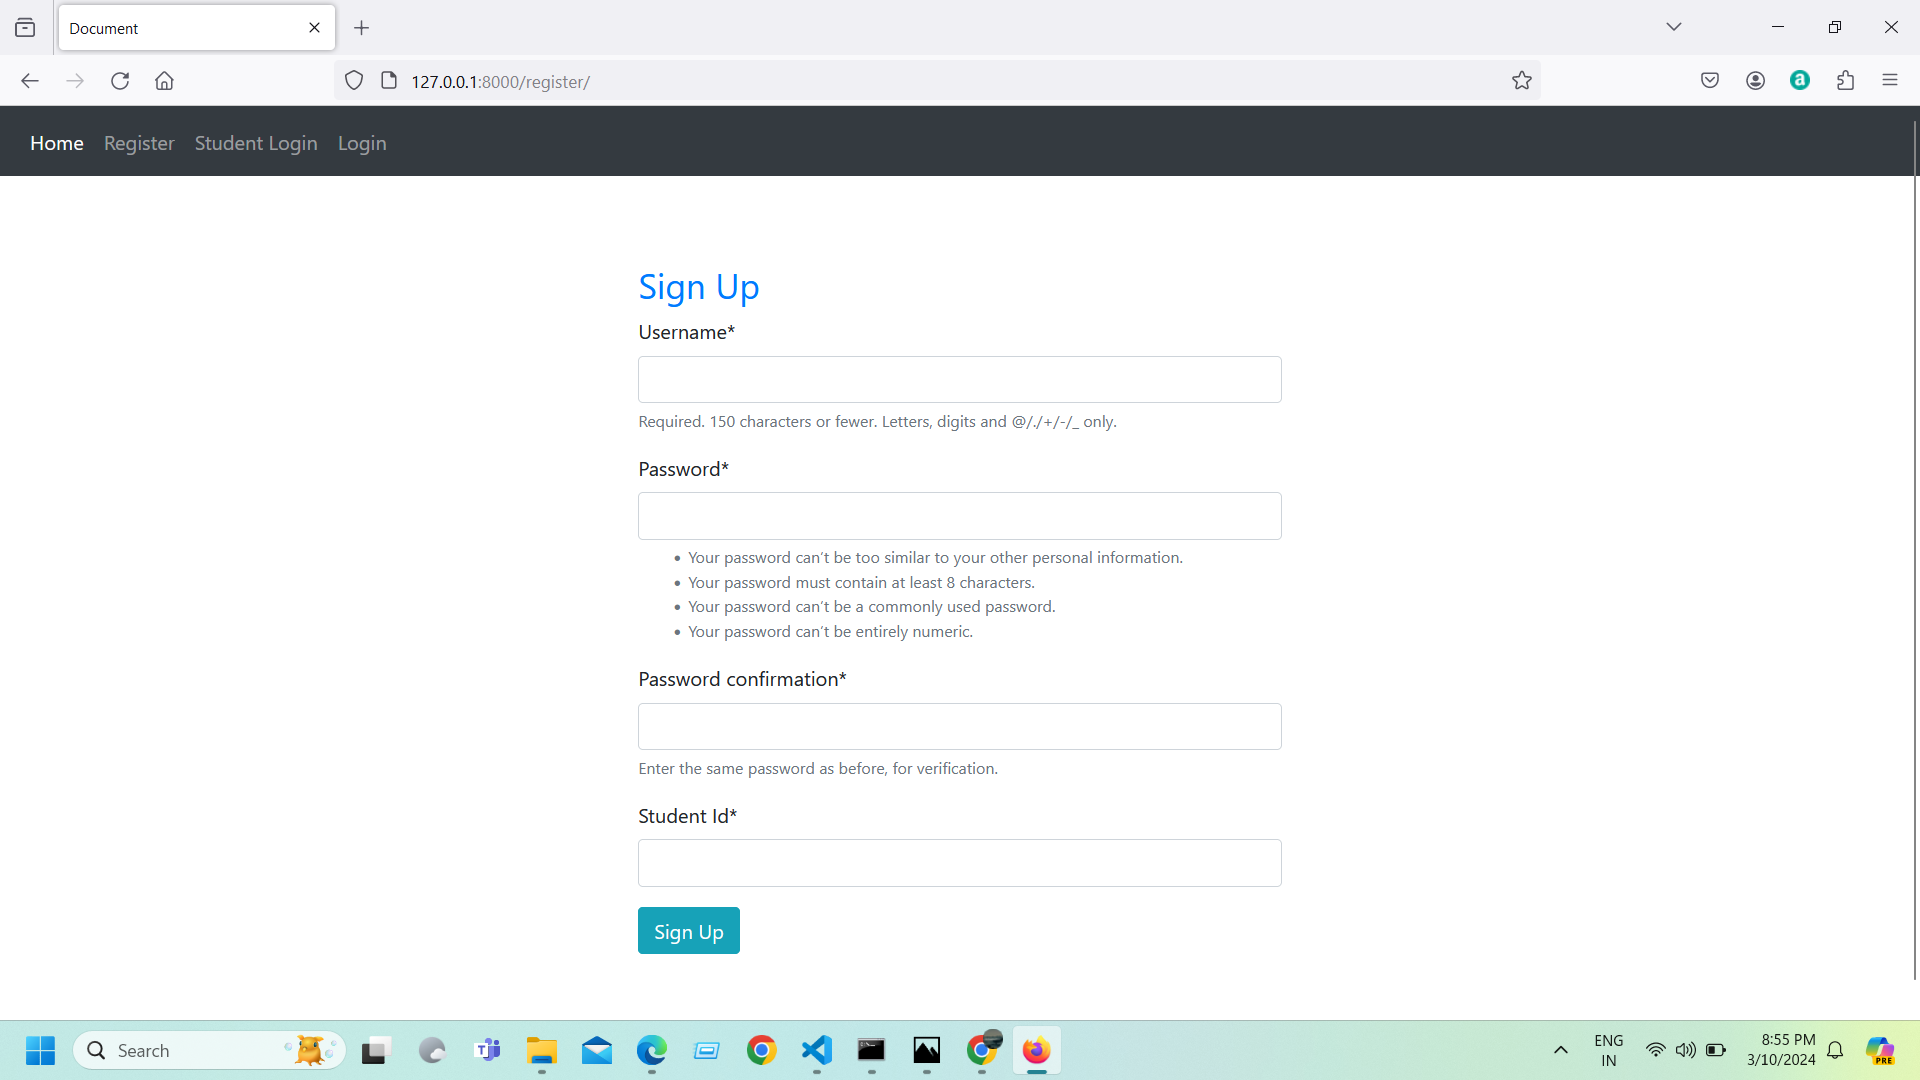 Document
127.0.0.1:8000/register/
Home Register Student Login Login
Sign Up
Username*
Required. 150 characters or fewer. Letters, digits and @/./+/-/_ only.
Password*
Your password can't be too similar to your other personal information.
Your password must contain at least 8 characters.
Your password can't be a commonly used password.
Your password can't be entirely numeric.
Password confirmation*
Enter the same password as before, for verification.
Student Id*
Sign Up
Search
ENG
IN
8:55 PM
3/10/2024
PRE